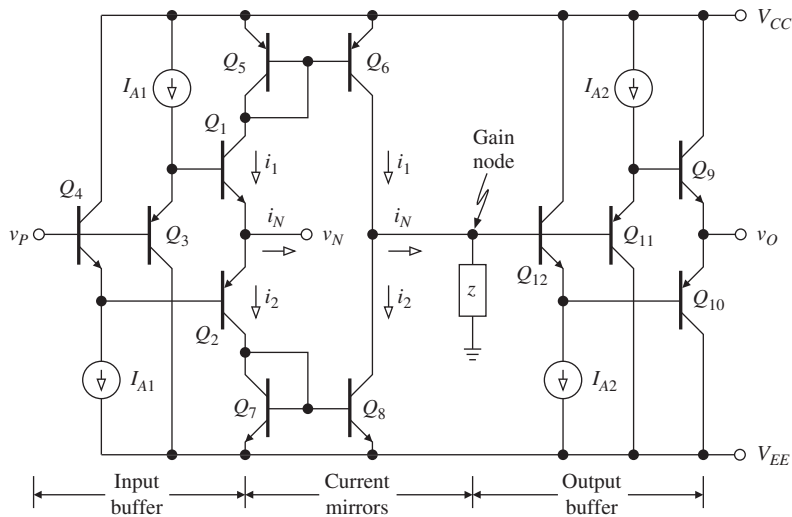 V_CC
Q_5
Q_6
I_A1
I_A2
Q_1
Gain
node
i_1
i_1
Q_9
Q_4
v_P
Q_3
i_N
v_N
i_N
Q_11
v_O
Q_12
z
Q_10
i_2
i_2
Q_2
I_A1
I_A2
Q_7
Q_8
V_EE
Input
buffer
Current
mirrors
Output
buffer